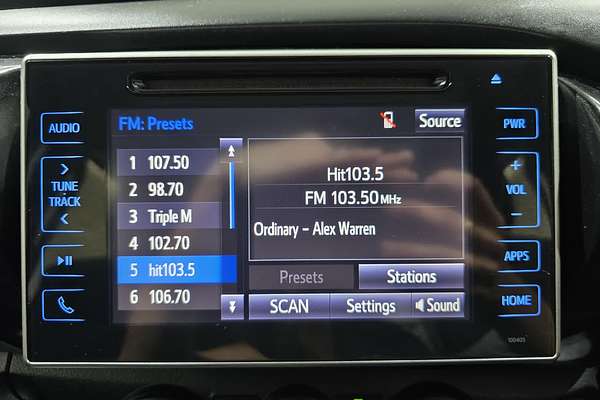 AUDIO
TUNE
TRACK
FM: Presets
Source
1 107.50
2 98.70
3 Triple M
4 102.70
5 hit103.5
6 106.70
Hit103.5
FM 103.50MHz
Ordinary – Alex Warren
Presets
Stations
SCAN
Settings
Sound
PWR
+
VOL
−
APPS
HOME
100403